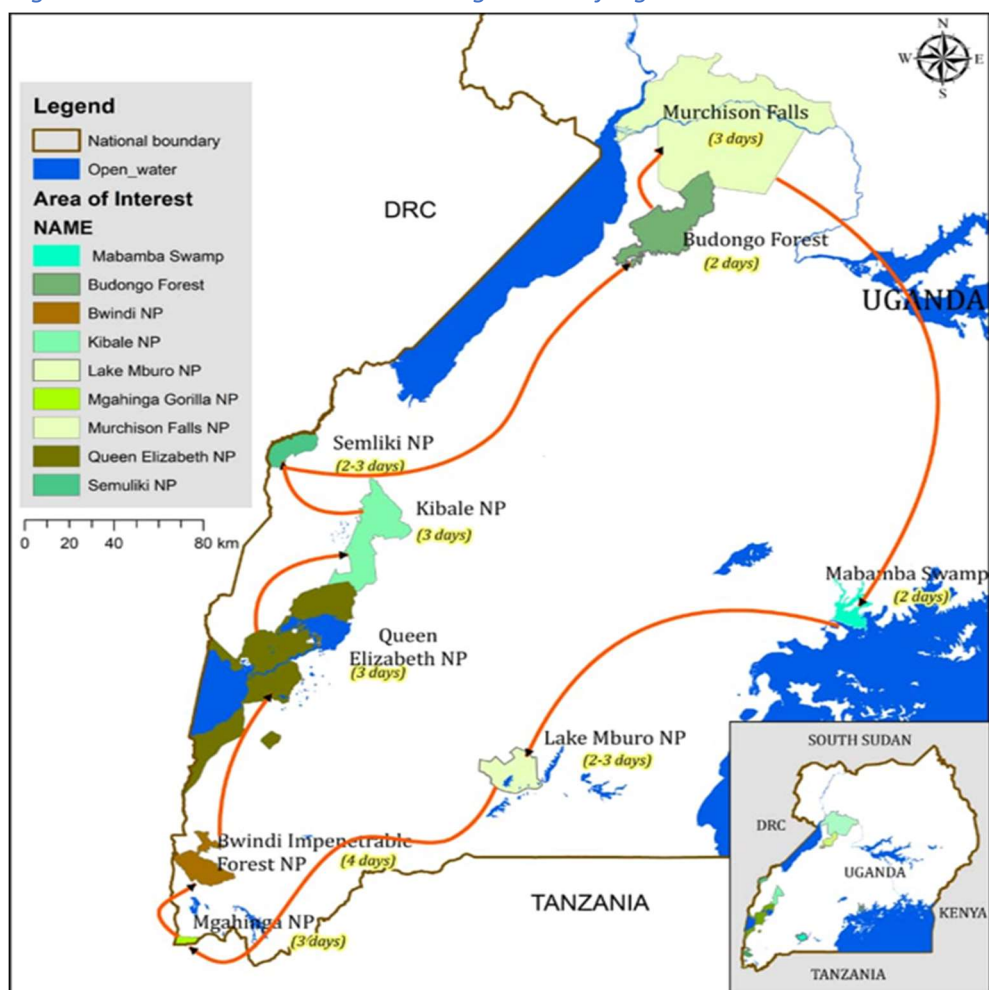 N
W
E
S
Legend
National boundary
Open_water
Area of Interest
NAME
Mabamba Swap
Budongo Forest
Bwindi NP
Kibale NP
Lake Mburo NP
Mgahinga Gorilla NP
Murchison Falls NP
Queen Elizabeth NP
Semuliki NP
0 20 40 80 km
DRC
Murchison Falls
(3 days)
Budongo Forest
(2 days)
UGANDA
Semliki NP
(2-3 days)
Kibale NP
(3 days)
Mabamba Swamp
(2 days)
Queen
Elizabeth NP
(3 days)
Lake Mburo NP
(2-3 days)
Bwindi Impenetrable
Forest NP
(4 days)
Mgahinga NP
(3 days)
TANZANIA
SOUTH SUDAN
DRC
UGANDA
KENYA
TANZANIA